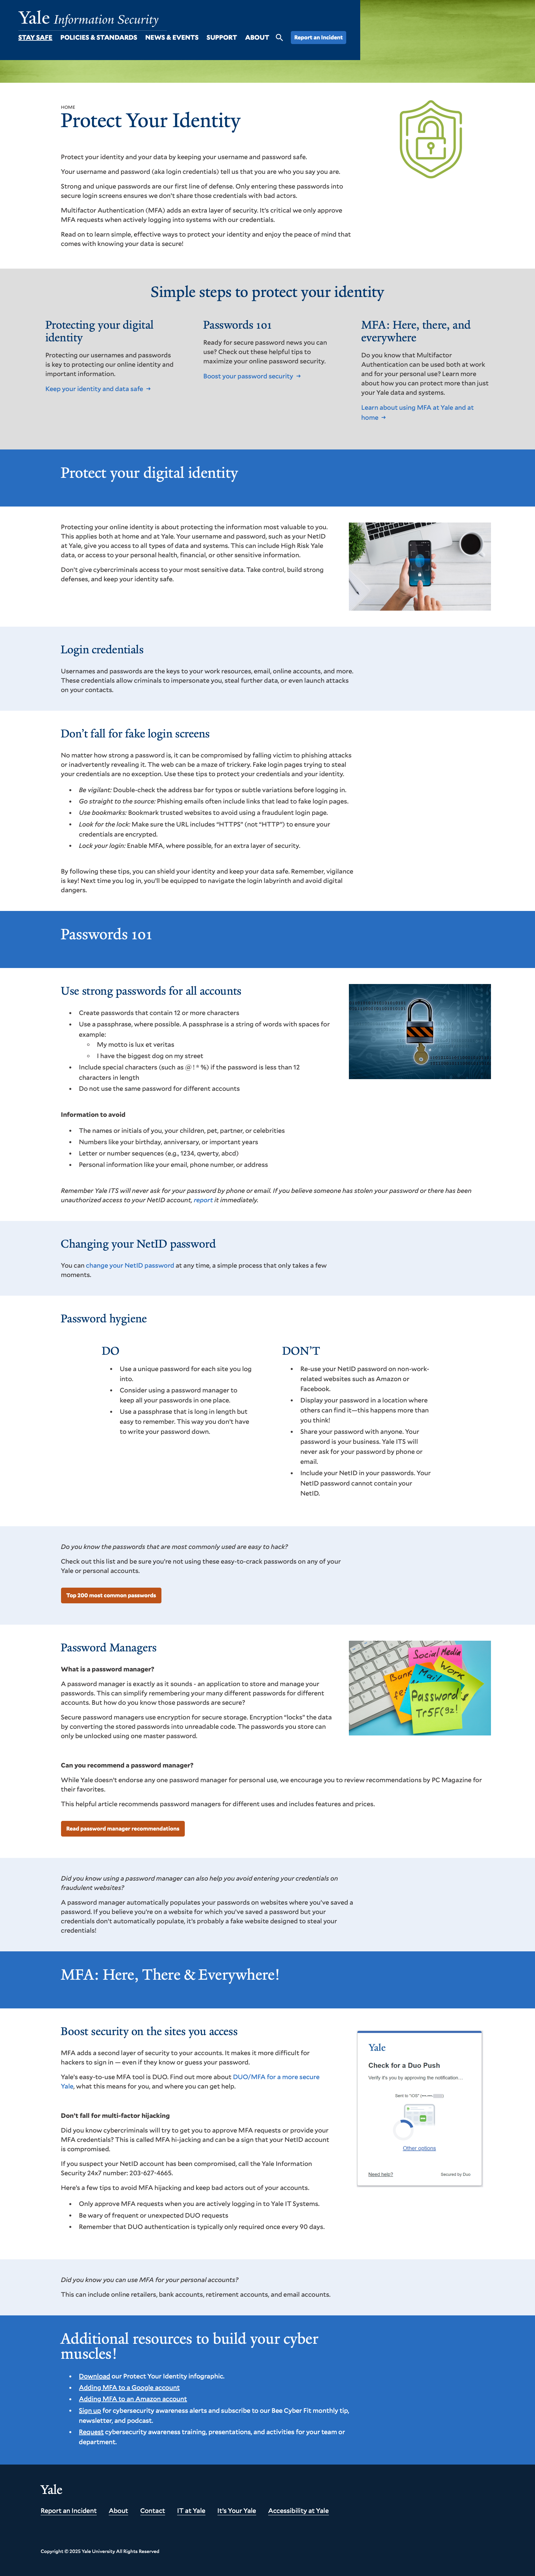 Yale Information Security
STAY SAFE POLICIES & STANDARDS NEWS & EVENTS SUPPORT ABOUT Report an Incident
HOME
Protect Your Identity
Protect your identity and your data by keeping your username and password safe.
Your username and password (aka login credentials) tell us that you are who you say you are.
Strong and unique passwords are our first line of defense. Only entering these passwords into
secure login screens ensures we don't share those credentials with bad actors.
Multifactor Authentication (MFA) adds an extra layer of security. It's critical we only approve
MFA requests when actively logging into systems with our credentials.
Read on to learn simple, effective ways to protect your identity and enjoy the peace of mind that
comes with knowing your data is secure!
Simple steps to protect your identity
Protecting your digital
identity
Protecting our usernames and passwords
is key to protecting our online identity and
important information.
Keep your identity and data safe →
Passwords 101
Ready for secure password news you can
use? Check out these helpful tips to
maximize your online password security.
Boost your password security →
MFA: Here, there, and
everywhere
Do you know that Multifactor
Authentication can be used both at work
and for your personal use? Learn more
about how you can protect more than just
your Yale data and systems.
Learn about using MFA at Yale and at
home →
Protect your digital identity
Protecting your online identity is about protecting the information most valuable to you.
This applies both at home and at Yale. Your username and password, such as your NetID
at Yale, give you access to all types of data and systems. This can include High Risk Yale
data, or access to your personal health, financial, or other sensitive information.
Don't give cybercriminals access to your most sensitive data. Take control, build strong
defenses, and keep your identity safe.
Login credentials
Usernames and passwords are the keys to your work resources, email, online accounts, and more.
These credentials allow criminals to impersonate you, steal further data, or even launch attacks
on your contacts.
Don't fall for fake login screens
No matter how strong a password is, it can be compromised by falling victim to phishing attacks
or inadvertently revealing it. The web can be a maze of trickery. Fake login pages trying to steal
your credentials are no exception. Use these tips to protect your credentials and your identity.
• Be vigilant: Double-check the address bar for typos or subtle variations before logging in.
• Go straight to the source: Phishing emails often include links that lead to fake login pages.
• Use bookmarks: Bookmark trusted websites to avoid using a fraudulent login page.
• Look for the lock: Make sure the URL includes "HTTPS" (not "HTTP") to ensure your
credentials are encrypted.
• Lock your login: Enable MFA, where possible, for an extra layer of security.
By following these tips, you can shield your identity and keep your data safe. Remember, vigilance
is key! Next time you log in, you'll be equipped to navigate the login labyrinth and avoid digital
dangers.
Passwords 101
Use strong passwords for all accounts
• Create passwords that contain 12 or more characters
• Use a passphrase, where possible. A passphrase is a string of words with spaces for
example:
○ My motto is lux et veritas
○ I have the biggest dog on my street
• Include special characters (such as @ ! * %) if the password is less than 12
characters in length
• Do not use the same password for different accounts
Information to avoid
• The names or initials of you, your children, pet, partner, or celebrities
• Numbers like your birthday, anniversary, or important years
• Letter or number sequences (e.g., 1234, qwerty, abcd)
• Personal information like your email, phone number, or address
Remember Yale ITS will never ask for your password by phone or email. If you believe someone has stolen your password or there has been
unauthorized access to your NetID account, report it immediately.
Changing your NetID password
You can change your NetID password at any time, a simple process that only takes a few
moments.
Password hygiene
DO
• Use a unique password for each site you log
into.
• Consider using a password manager to
keep all your passwords in one place.
• Use a passphrase that is long in length but
easy to remember. This way you don't have
to write your password down.
DON'T
• Re-use your NetID password on non-work-
related websites such as Amazon or
Facebook.
• Display your password in a location where
others can find it—this happens more than
you think!
• Share your password with anyone. Your
password is your business. Yale ITS will
never ask for your password by phone or
email.
• Include your NetID in your passwords. Your
NetID password cannot contain your
NetID.
Do you know the passwords that are most commonly used are easy to hack?
Check out this list and be sure you're not using these easy-to-crack passwords on any of your
Yale or personal accounts.
Top 200 most common passwords
Password Managers
What is a password manager?
A password manager is exactly as it sounds - an application to store and manage your
passwords. This can simplify remembering your many different passwords for different
accounts. But how do you know those passwords are secure?
Secure password managers use encryption for secure storage. Encryption "locks" the data
by converting the stored passwords into unreadable code. The passwords you store can
only be unlocked using one master password.
Social Media
Bank
Mail
Work
Password's
Tr5F(9z!
Can you recommend a password manager?
While Yale doesn't endorse any one password manager for personal use, we encourage you to review recommendations by PC Magazine for
their favorites.
This helpful article recommends password managers for different uses and includes features and prices.
Read password manager recommendations
Did you know using a password manager can also help you avoid entering your credentials on
fraudulent websites?
A password manager automatically populates your passwords on websites where you've saved a
password. If you believe you're on a website for which you've saved a password but your
credentials don't automatically populate, it's probably a fake website designed to steal your
credentials!
MFA: Here, There & Everywhere!
Boost security on the sites you access
MFA adds a second layer of security to your accounts. It makes it more difficult for
hackers to sign in — even if they know or guess your password.
Yale's easy-to-use MFA tool is DUO. Find out more about DUO/MFA for a more secure
Yale, what this means for you, and where you can get help.
Yale
Check for a Duo Push
Verify it's you by approving the notification...
Other options
Need help?
Secured by Duo
Don't fall for multi-factor hijacking
Did you know cybercriminals will try to get you to approve MFA requests or provide your
MFA credentials? This is called MFA hi-jacking and can be a sign that your NetID account
is compromised.
If you suspect your NetID account has been compromised, call the Yale Information
Security 24x7 number: 203-627-4665.
Here's a few tips to avoid MFA hijacking and keep bad actors out of your accounts.
• Only approve MFA requests when you are actively logging in to Yale IT Systems.
• Be wary of frequent or unexpected DUO requests
• Remember that DUO authentication is typically only required once every 90 days.
Did you know you can use MFA for your personal accounts?
This can include online retailers, bank accounts, retirement accounts, and email accounts.
Additional resources to build your cyber
muscles!
• Download our Protect Your Identity infographic.
• Adding MFA to a Google account
• Adding MFA to an Amazon account
• Sign up for cybersecurity awareness alerts and subscribe to our Bee Cyber Fit monthly tip,
newsletter, and podcast.
• Request cybersecurity awareness training, presentations, and activities for your team or
department.
Yale
Report an Incident About Contact IT at Yale It's Your Yale Accessibility at Yale
Copyright © 2025 Yale University All Rights Reserved